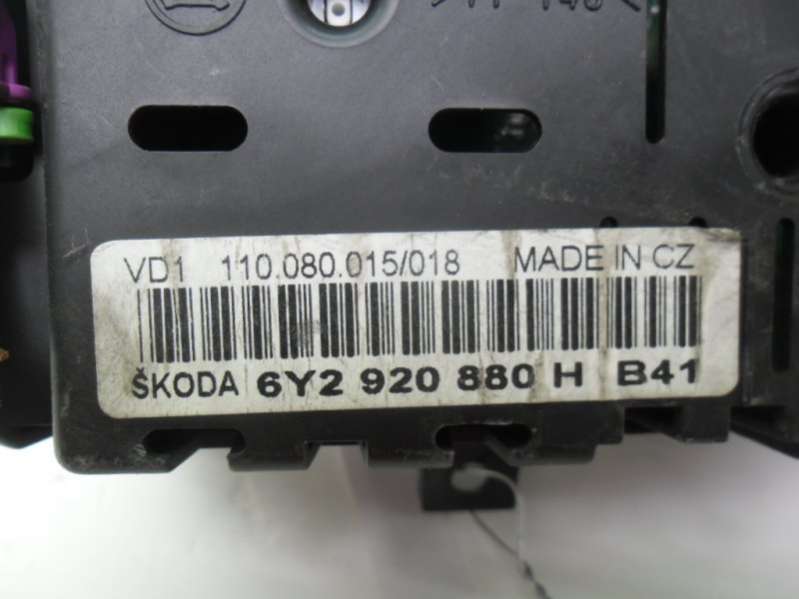 VD1 110.080.015/018 MADE IN CZ
ŠKODA 6Y2 920 880 H B41